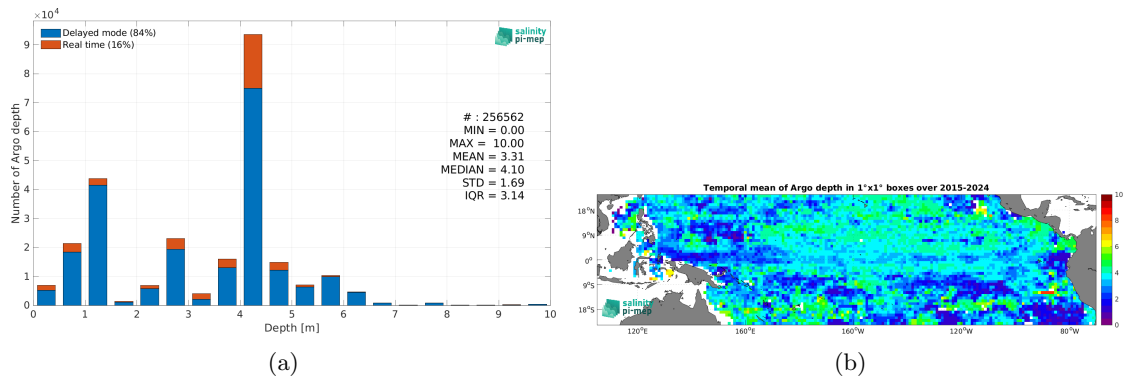 ×10⁴
Delayed mode (84%)
Real time (16%)
salinity
pi-mep
9
8
7
6
5
4
3
2
1
0
Number of Argo depth
# : 256562
MIN = 0.00
MAX = 10.00
MEAN = 3.31
MEDIAN = 4.10
STD = 1.69
IQR = 3.14
0 1 2 3 4 5 6 7 8 9 10
Depth [m]
(a)
Temporal mean of Argo depth in 1°x1° boxes over 2015-2024
18°N
9°N
0°
9°S
18°S
salinity
pi-mep
120°E 160°E 160°W 120°W 80°W
10
8
6
4
2
0
(b)